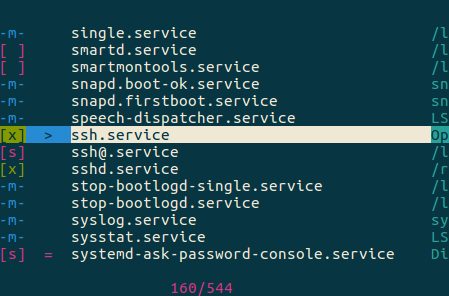 -m- single.service /l
[ ] smartd.service /l
[ ] smartmontools.service /l
-m- snapd.boot-ok.service sn
-m- snapd.firstboot.service sn
-m- speech-dispatcher.service LS
[x] > ssh.service Op
[s] ssh@.service /l
[x] sshd.service /r
-m- stop-bootlogd-single.service /l
-m- stop-bootlogd.service /l
-m- syslog.service sy
-m- sysstat.service LS
[s] = systemd-ask-password-console.service Di
160/544